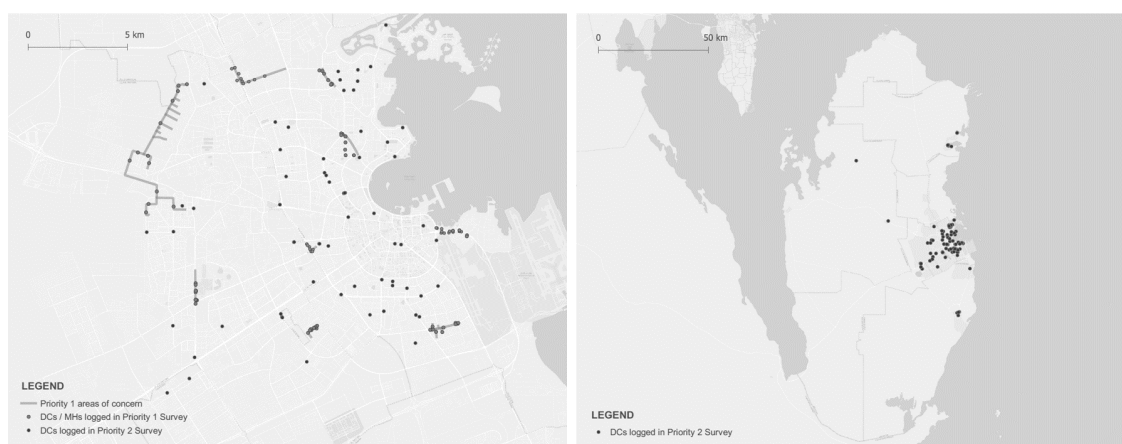 0
5 km
LEGEND
Priority 1 areas of concern
DCs / MHs logged in Priority 1 Survey
DCs logged in Priority 2 Survey
0
50 km
LEGEND
DCs logged in Priority 2 Survey